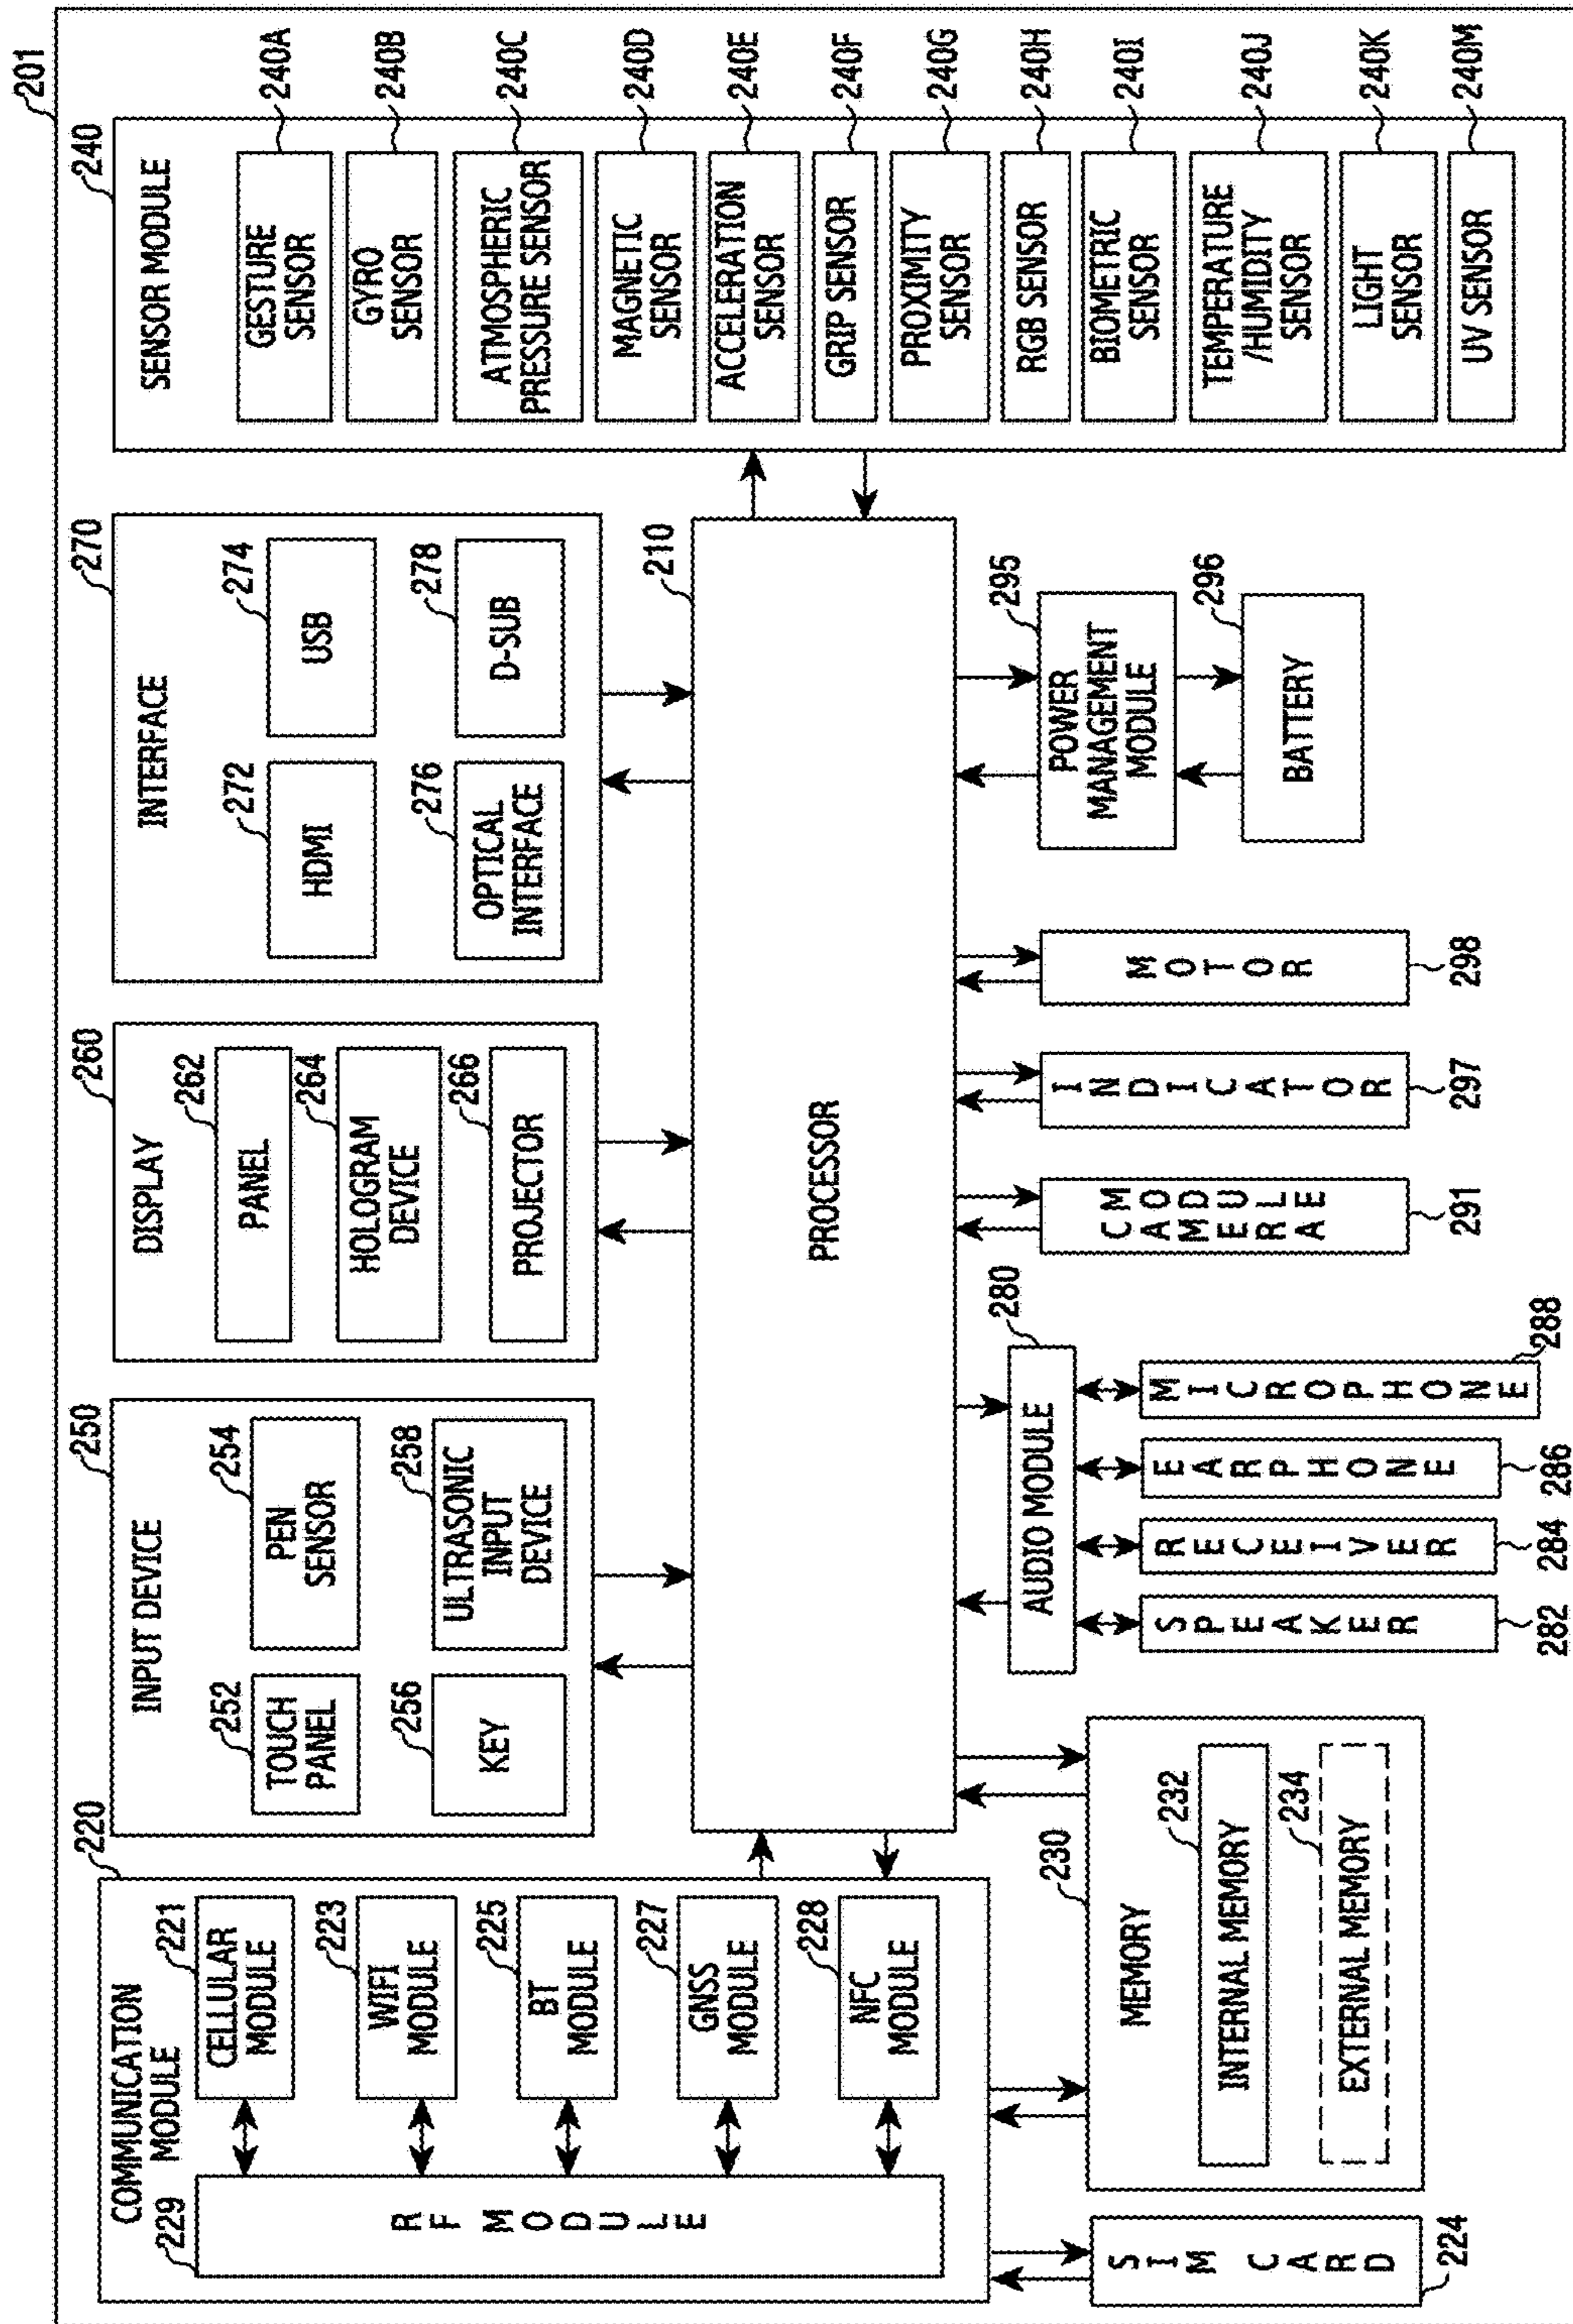 201
220
COMMUNICATION
MODULE
229
RF MODULE
221
CELLULAR
MODULE
223
WIFI
MODULE
225
BT
MODULE
227
GNSS
MODULE
228
NFC
MODULE
250
INPUT DEVICE
252
TOUCH
PANEL
254
PEN
SENSOR
256
KEY
258
ULTRASONIC
INPUT
DEVICE
260
DISPLAY
262
PANEL
264
HOLOGRAM
DEVICE
266
PROJECTOR
270
INTERFACE
272
HDMI
274
USB
276
OPTICAL
INTERFACE
278
D-SUB
240
SENSOR MODULE
GESTURE
SENSOR
240A
GYRO
SENSOR
240B
ATMOSPHERIC
PRESSURE SENSOR
240C
MAGNETIC
SENSOR
240D
ACCELERATION
SENSOR
240E
GRIP SENSOR
240F
PROXIMITY
SENSOR
240G
RGB SENSOR
240H
BIOMETRIC
SENSOR
240I
TEMPERATURE
/HUMIDITY
SENSOR
240J
LIGHT
SENSOR
240K
UV SENSOR
240M
210
PROCESSOR
SIM CARD
224
230
MEMORY
232
INTERNAL MEMORY
234
EXTERNAL MEMORY
280
AUDIO MODULE
SPEAKER
282
RECEIVER
284
EARPHONE
286
MICROPHONE
288
CAMERA
MODULE
291
INDICATOR
297
MOTOR
298
295
POWER
MANAGEMENT
MODULE
296
BATTERY